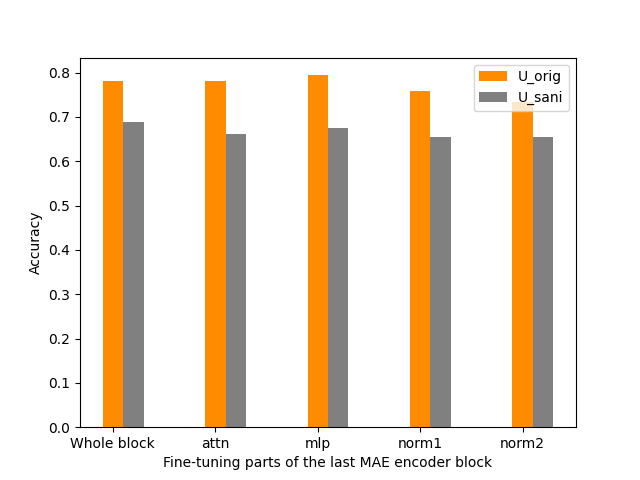 U_orig
U_sani
0.8
0.7
0.6
0.5
0.4
0.3
0.2
0.1
0.0
Accuracy
Whole block attn mlp norm1 norm2
Fine-tuning parts of the last MAE encoder block